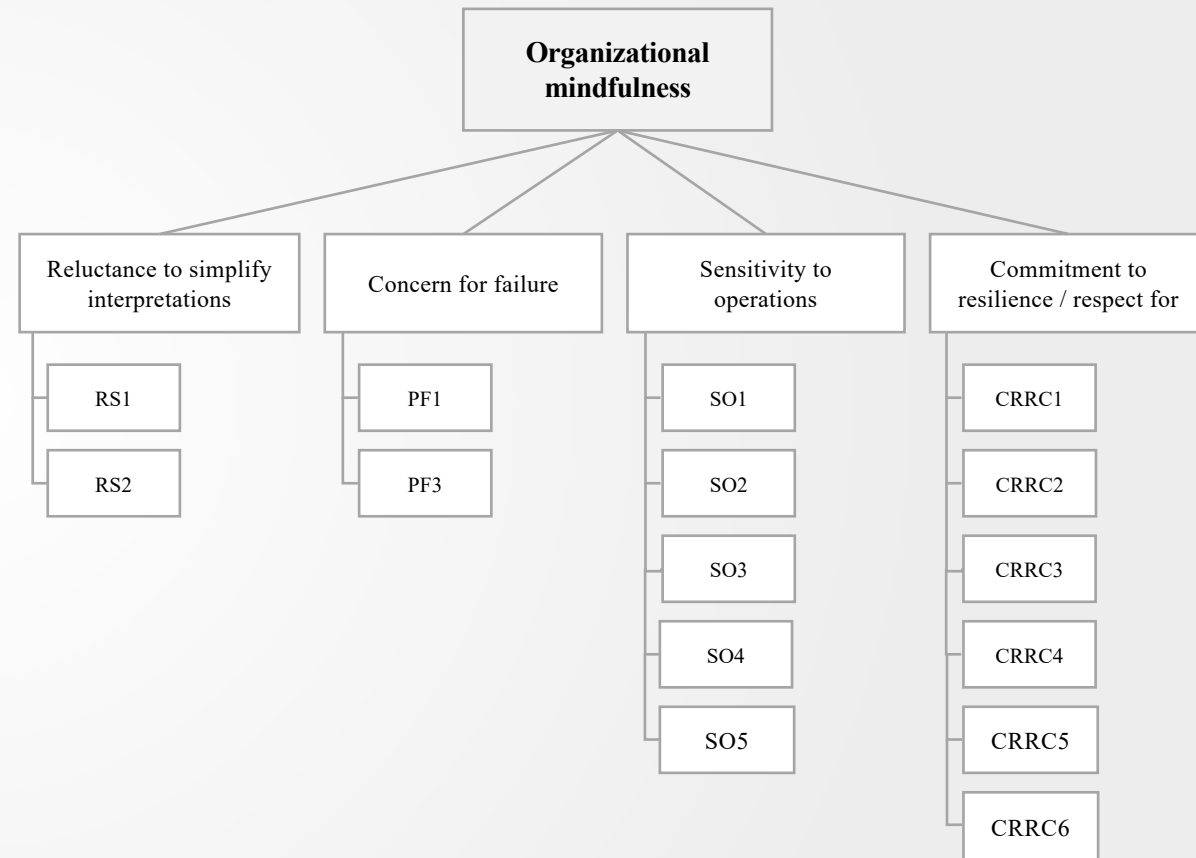 Organizational
mindfulness
Reluctance to simplify
interpretations
Concern for failure
Sensitivity to
operations
Commitment to
resilience / respect for
RS1
RS2
PF1
PF3
SO1
SO2
SO3
SO4
SO5
CRRC1
CRRC2
CRRC3
CRRC4
CRRC5
CRRC6